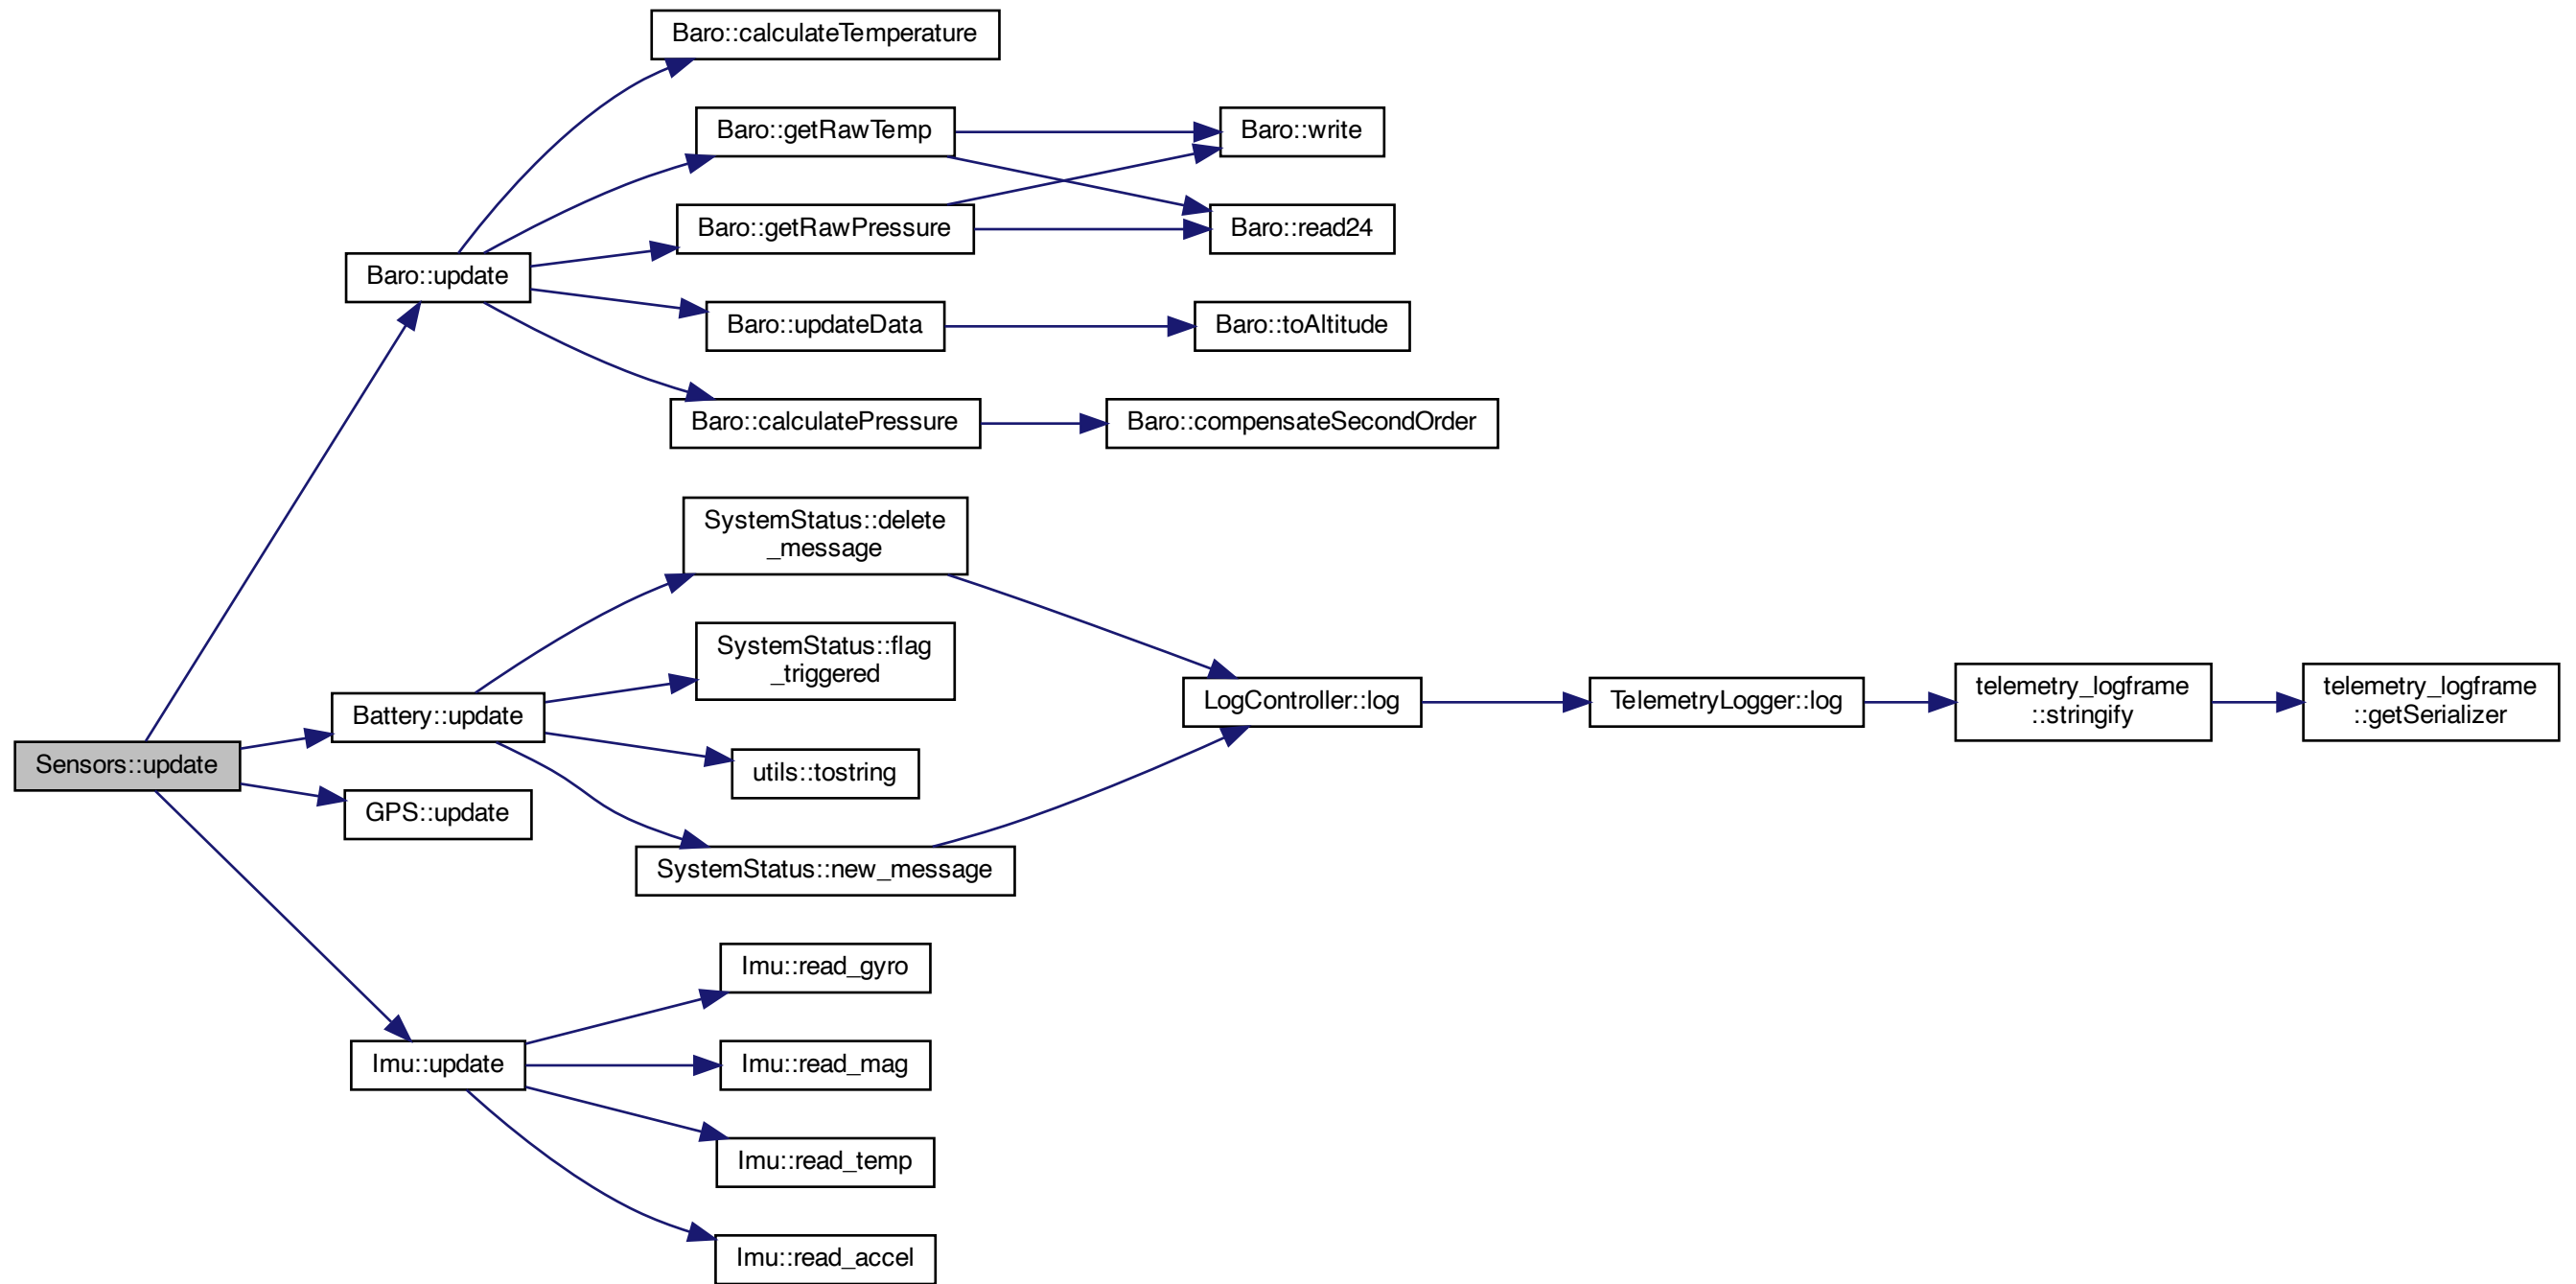 Baro::calculateTemperature
Baro::getRawTemp
Baro::write
Baro::getRawPressure
Baro::read24
Baro::update
Baro::updateData
Baro::toAltitude
Baro::calculatePressure
Baro::compensateSecondOrder
SystemStatus::delete
_message
SystemStatus::flag
_triggered
LogController::log
TelemetryLogger::log
telemetry_logframe
::stringify
telemetry_logframe
::getSerializer
Battery::update
Sensors::update
utils::tostring
GPS::update
SystemStatus::new_message
Imu::read_gyro
Imu::update
Imu::read_mag
Imu::read_temp
Imu::read_accel